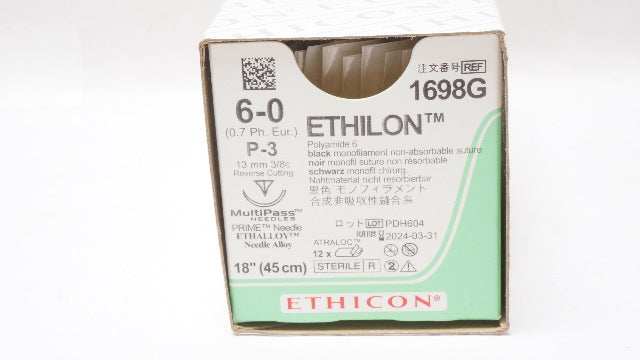 注文番号 REF
1698G
6-0
(0.7 Ph. Eur.)
P-3
13 mm 3/8c
Reverse Cutting
MultiPass™
NEEDLES
PRIME™ Needle
ETHALLOY™
Needle Alloy
18" (45 cm)
ETHILON™
Polyamide 6
black monofilament non-absorbable suture
noir monofil suture non résorbable
schwarz monofil chirurg.
Nahtmaterial nicht resorbierbar
黒色 モノフィラメント
合成非吸収性縫合糸
ロット LOT PDH604
期限 2024-03-31
ATRALOC™
12 x
STERILE R
2
ETHICON®